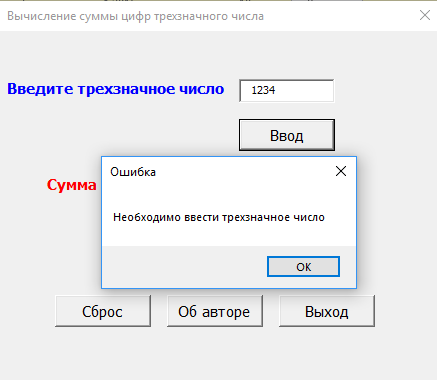 Вычисление суммы цифр трехзначного числа
Введите трехзначное число
1234
Ввод
Сумма
Ошибка
Необходимо ввести трехзначное число
OK
Сброс
Об авторе
Выход